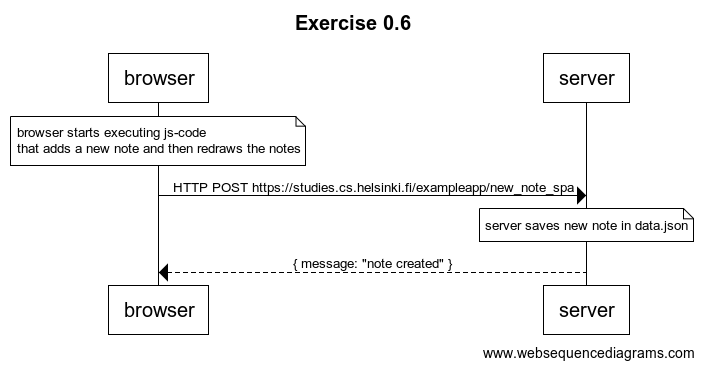 Exercise 0.6
browser
server
browser starts executing js-code
that adds a new note and then redraws the notes
HTTP POST https://studies.cs.helsinki.fi/exampleapp/new_note_spa
server saves new note in data.json
{ message: "note created" }
browser
server
www.websequencediagrams.com